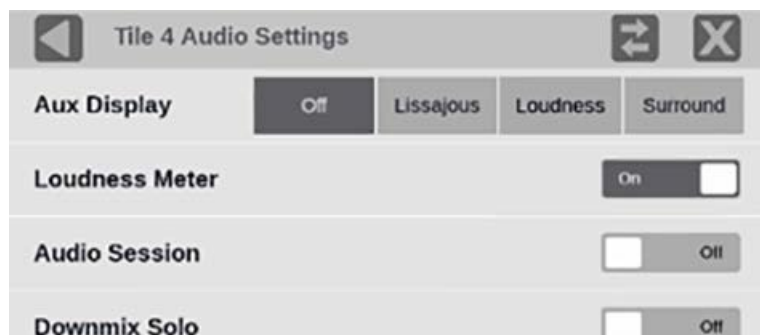 Tile 4 Audio Settings
Aux Display Off Lissajous Loudness Surround
Loudness Meter On
Audio Session Off
Downmix Solo Off